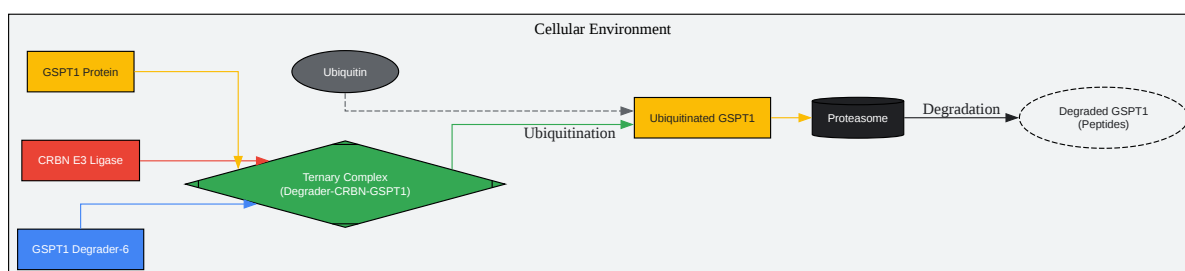 Cellular Environment
GSPT1 Protein
Ubiquitin
Ubiquitinated GSPT1
Proteasome
Degradation
Degraded GSPT1
(Peptides)
Ubiquitination
CRBN E3 Ligase
Ternary Complex
(Degrader-CRBN-GSPT1)
GSPT1 Degrader-6